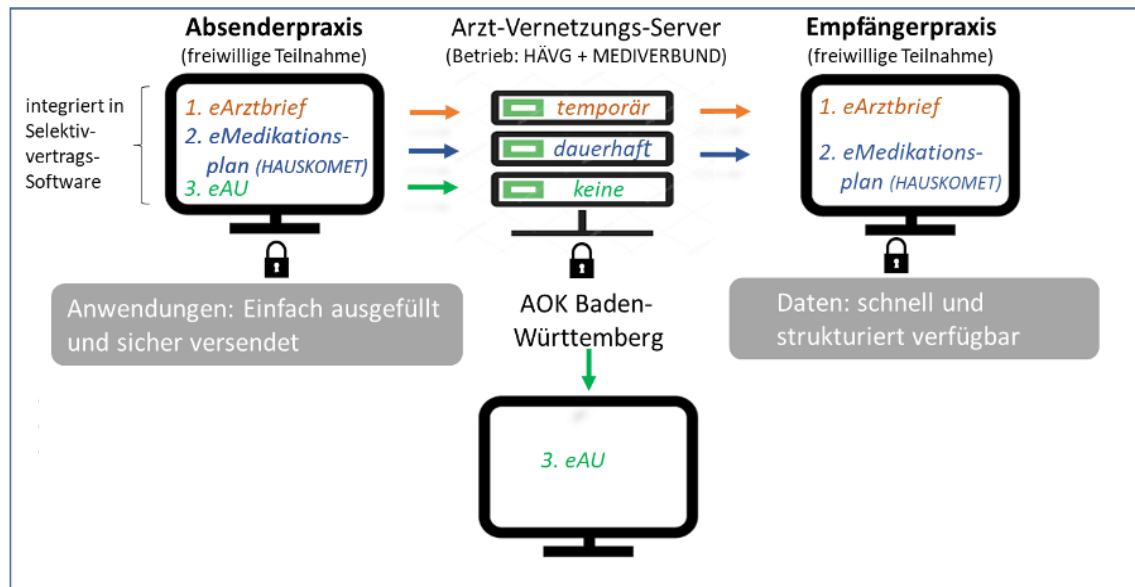 Absenderpraxis
(freiwillige Teilnahme)
Arzt-Vernetzungs-Server
(Betrieb: HÄVG + MEDIVERBUND)
Empfängerpraxis
(freiwillige Teilnahme)
integriert in
Selektiv-
vertrags-
Software
1. eArztbrief
2. eMedikations-
plan (HAUSKOMET)
3. eAU
temporär
dauerhaft
keine
1. eArztbrief
2. eMedikations-
plan (HAUSKOMET)
Anwendungen: Einfach ausgefüllt
und sicher versendet
AOK Baden-
Württemberg
Daten: schnell und
strukturiert verfügbar
3. eAU